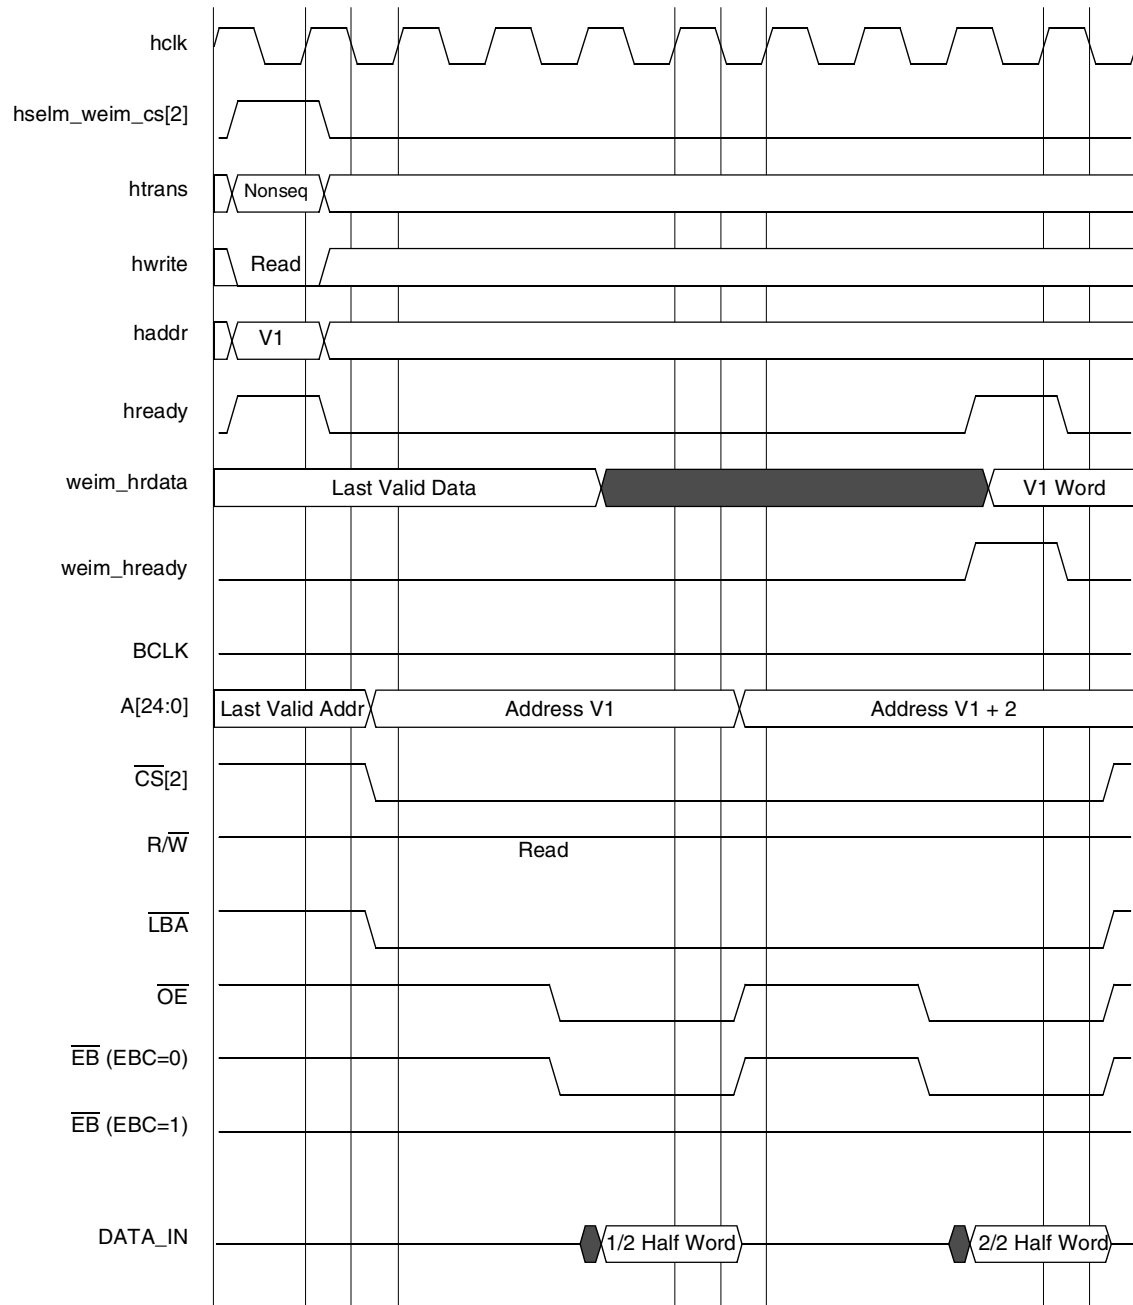 hclk
hselm_weim_cs[2]
htrans Nonseq
hwrite Read
haddr V1
hready
weim_hrdata Last Valid Data V1 Word
weim_hready
BCLK
A[24:0] Last Valid Addr Address V1 Address V1 + 2
CS[2]
R/W
Read
LBA
OE
EB (EBC=0)
EB (EBC=1)
DATA_IN 1/2 Half Word 2/2 Half Word